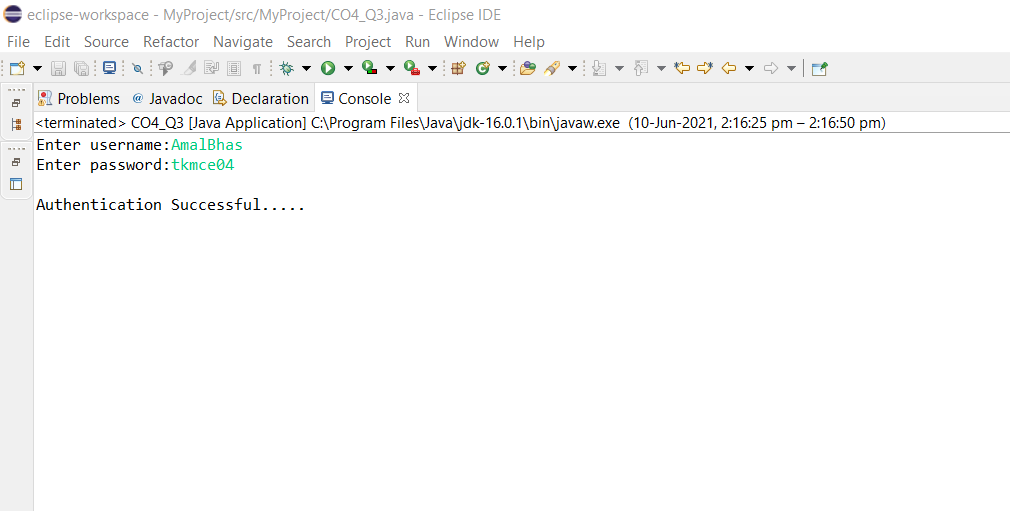 eclipse-workspace - MyProject/src/MyProject/CO4_Q3.java - Eclipse IDE
File Edit Source Refactor Navigate Search Project Run Window Help
Problems @ Javadoc Declaration Console
<terminated> CO4_Q3 [Java Application] C:\Program Files\Java\jdk-16.0.1\bin\javaw.exe (10-Jun-2021, 2:16:25 pm – 2:16:50 pm)
Enter username:AmalBhas
Enter password:tkmce04
Authentication Successful.....